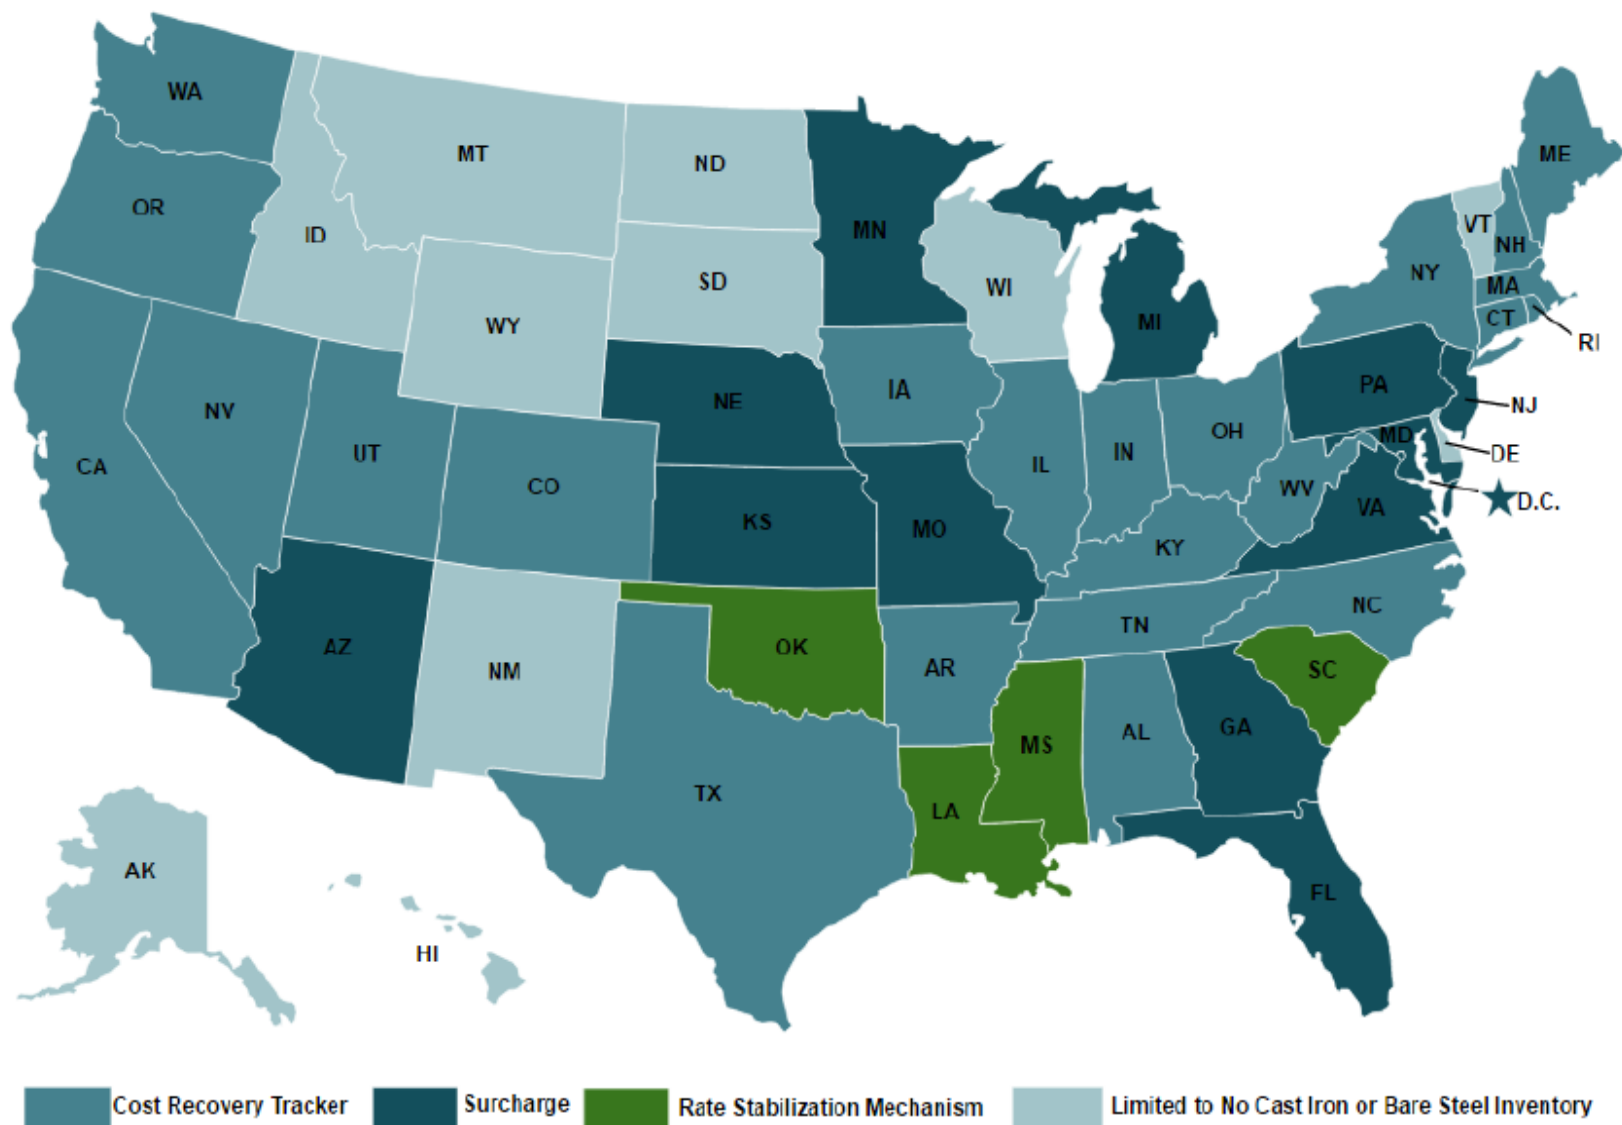 WA
MT
ND
ME
OR
ID
MN
VT
NH
SD
WI
NY
MA
WY
MI
CT
RI
NE
IA
PA
NV
NJ
UT
OH
MD
CA
IL
IN
DE
CO
WV
KS
MO
VA
D.C.
KY
AZ
OK
TN
NC
NM
AR
SC
MS
AL
GA
TX
LA
AK
FL
HI
Cost Recovery Tracker
Surcharge
Rate Stabilization Mechanism
Limited to No Cast Iron or Bare Steel Inventory